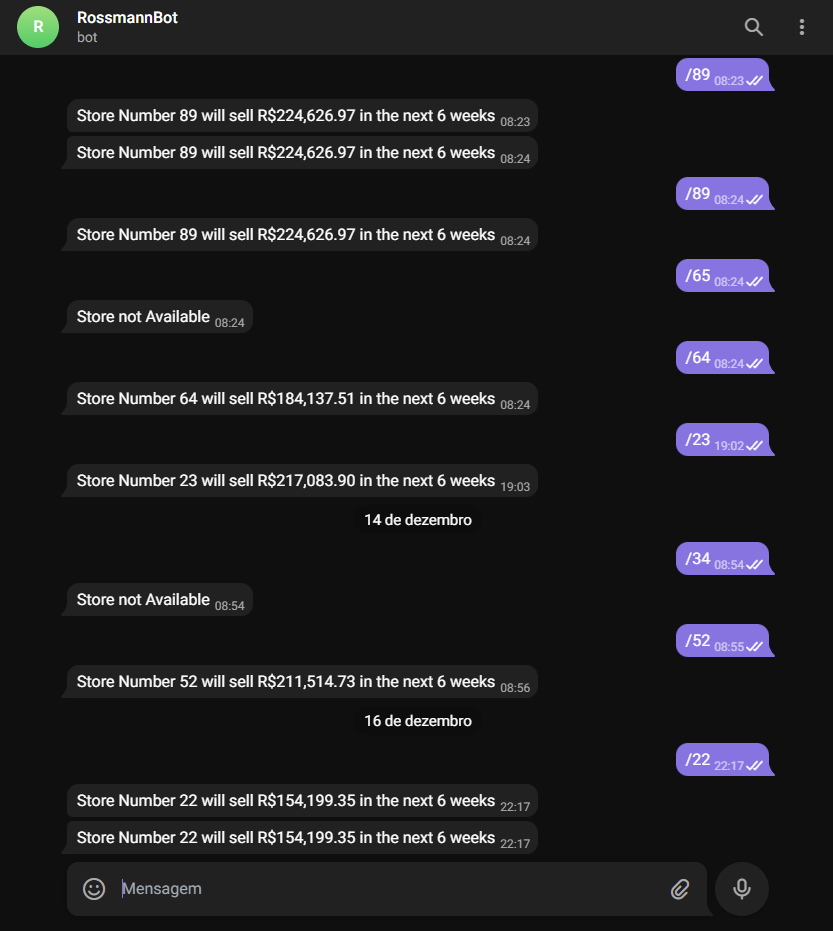 R
RossmannBot
bot
/89 08:23
Store Number 89 will sell R$224,626.97 in the next 6 weeks 08:23
Store Number 89 will sell R$224,626.97 in the next 6 weeks 08:24
/89 08:24
Store Number 89 will sell R$224,626.97 in the next 6 weeks 08:24
/65 08:24
Store not Available 08:24
/64 08:24
Store Number 64 will sell R$184,137.51 in the next 6 weeks 08:24
/23 19:02
Store Number 23 will sell R$217,083.90 in the next 6 weeks 19:03
14 de dezembro
/34 08:54
Store not Available 08:54
/52 08:55
Store Number 52 will sell R$211,514.73 in the next 6 weeks 08:56
16 de dezembro
/22 22:17
Store Number 22 will sell R$154,199.35 in the next 6 weeks 22:17
Store Number 22 will sell R$154,199.35 in the next 6 weeks 22:17
Mensagem